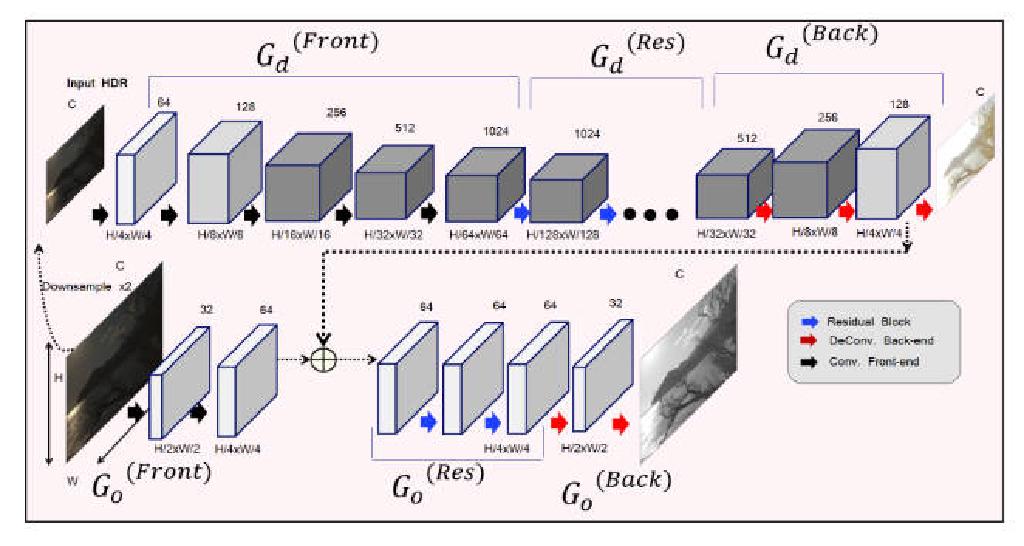 G_d^(Front)
G_d^(Res)
G_d^(Back)
Input HDR
C
64
128
256
512
1024
1024
512
256
128
C
H/4xW/4
H/8xW/8
H/16xW/16
H/32xW/32
H/64xW/64
H/128xW/128
H/32xW/32
H/8xW/8
H/4xW/4
Downsample x2
C
32
64
64
64
64
32
C
H
W
H/2xW/2
H/4xW/4
H/4xW/4
H/2xW/2
G_o^(Front)
G_o^(Res)
G_o^(Back)
Residual Block
DeConv. Back-end
Conv. Front-end